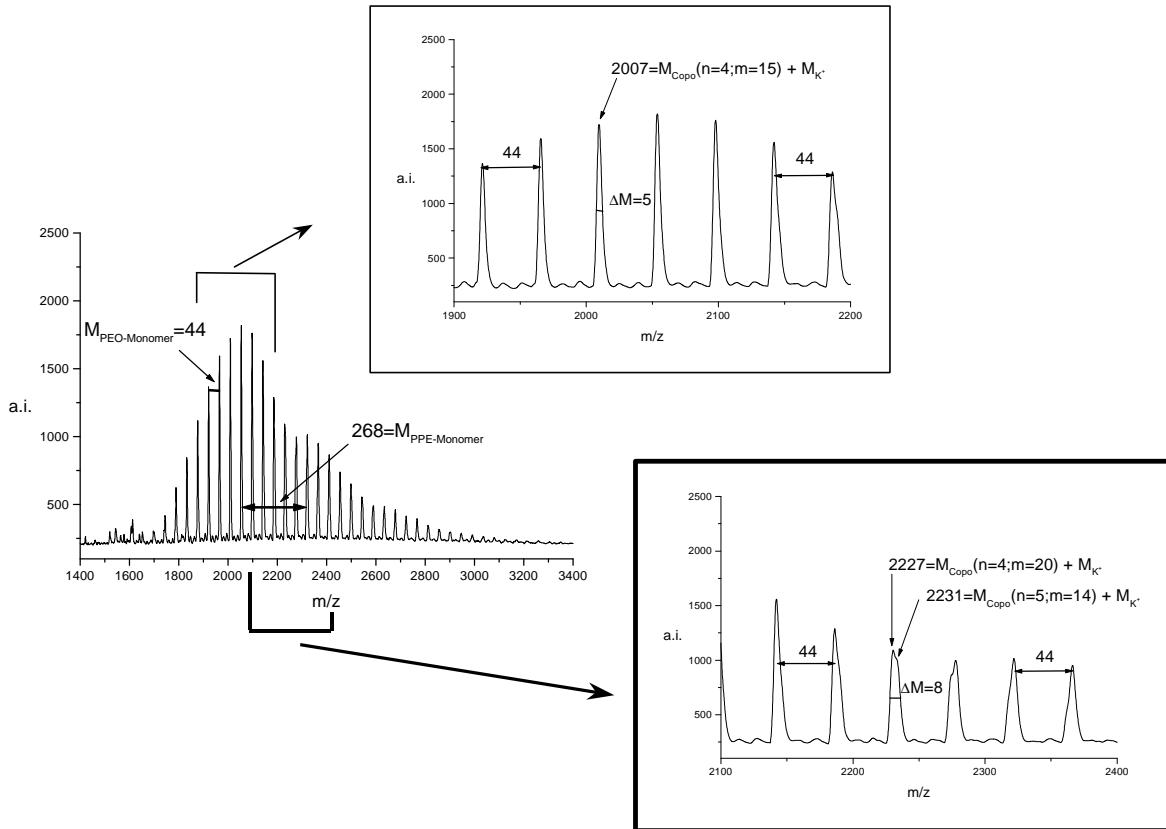 2500
2000
1500
1000
500
a.i.
1900
2000
2100
2200
m/z
2007=M_Copo(n=4;m=15) + M_K+
44
44
ΔM=5
2500
2000
1500
1000
500
a.i.
1400 1600 1800 2000 2200 2400 2600 2800 3000 3200 3400
m/z
M_PEO-Monomer=44
268=M_PPE-Monomer
2500
2000
1500
1000
500
a.i.
2100
2200
2300
2400
m/z
2227=M_Copo(n=4;m=20) + M_K+
2231=M_Copo(n=5;m=14) + M_K+
44
44
ΔM=8